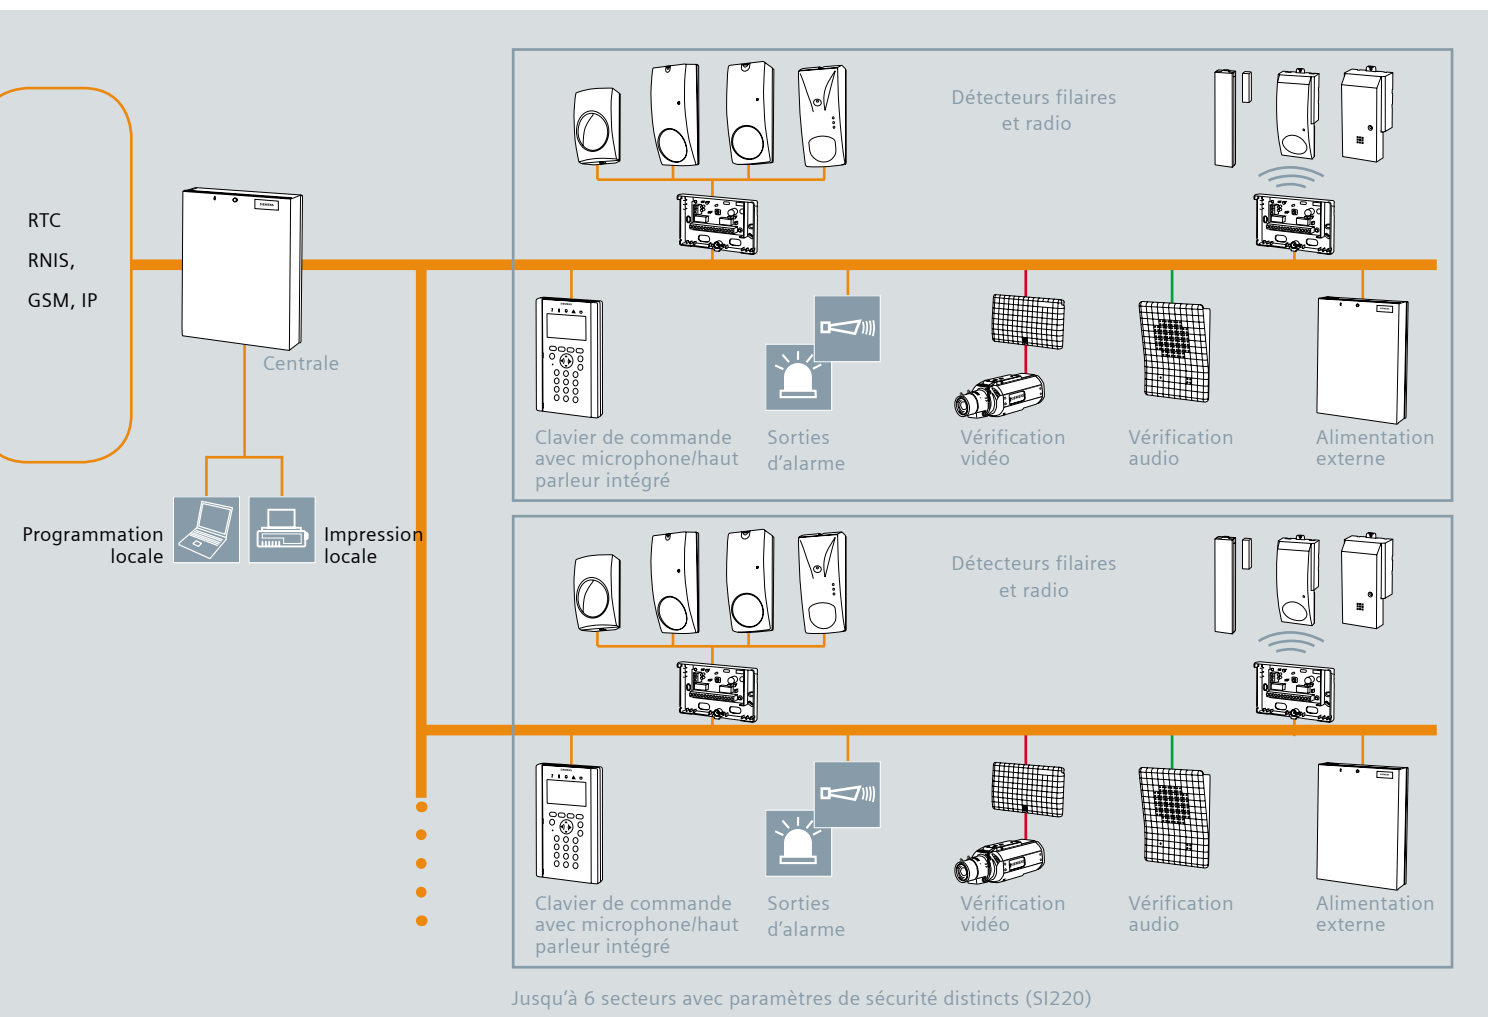 RTC
RNIS,
GSM, IP
Centrale
Programmation
locale
Impression
locale
Détecteurs filaires
et radio
Clavier de commande
avec microphone/haut
parleur intégré
Sorties
d'alarme
Vérification
vidéo
Vérification
audio
Alimentation
externe
Détecteurs filaires
et radio
Clavier de commande
avec microphone/haut
parleur intégré
Sorties
d'alarme
Vérification
vidéo
Vérification
audio
Alimentation
externe
Jusqu'à 6 secteurs avec paramètres de sécurité distincts (SI220)